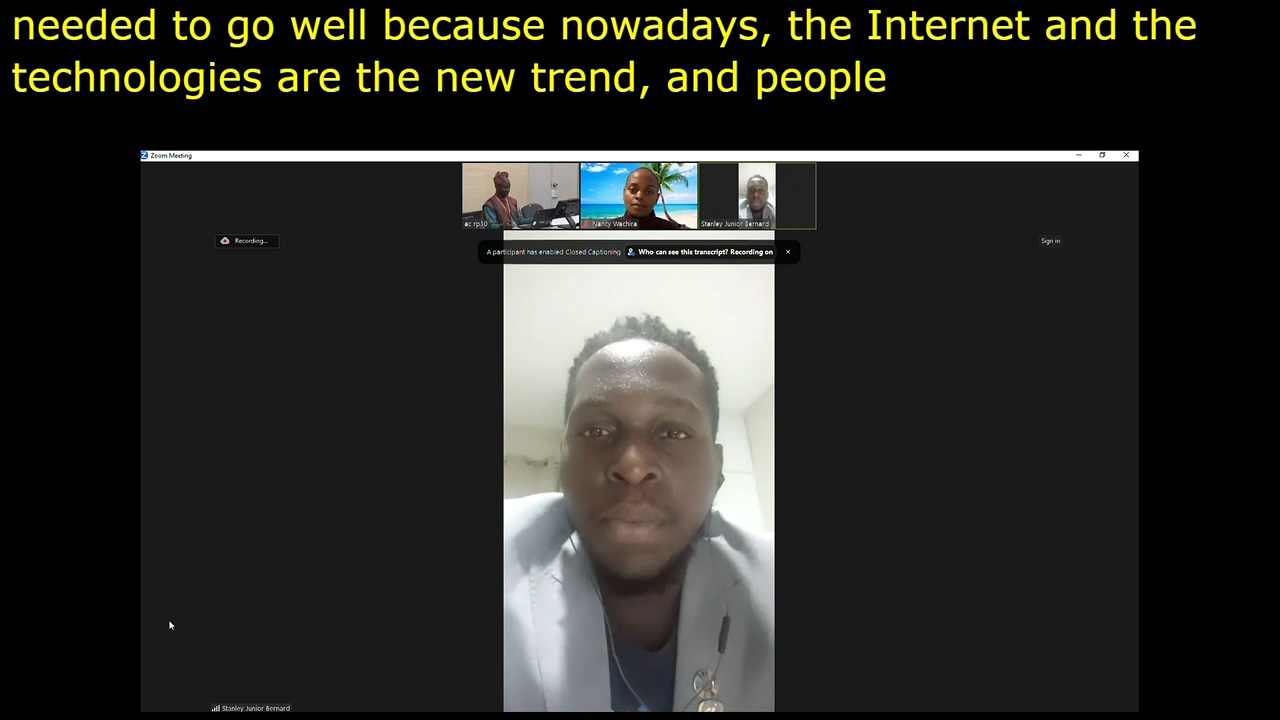 needed to go well because nowadays, the Internet and the
technologies are the new trend, and people
Zoom Meeting
ac rp10
Nancy Wachira
Stanley Junior Bernard
Recording...
Sign in
A participant has enabled Closed Captioning
Who can see this transcript? Recording on
Stanley Junior Bernard